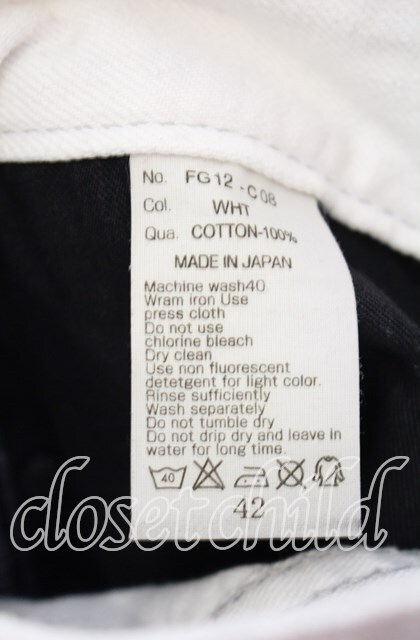 No. FG12-C08
Col. WHT
Qua. COTTON-100%
MADE IN JAPAN
Machine wash40
Wram iron Use
press cloth
Do not use
chlorine bleach
Dry clean
Use non fluorescent
detetgent for light color.
Rinse sufficiently
Wash separately
Do not tumble dry
Do not drip dry and leave in
water for long time.
40
42
closet child